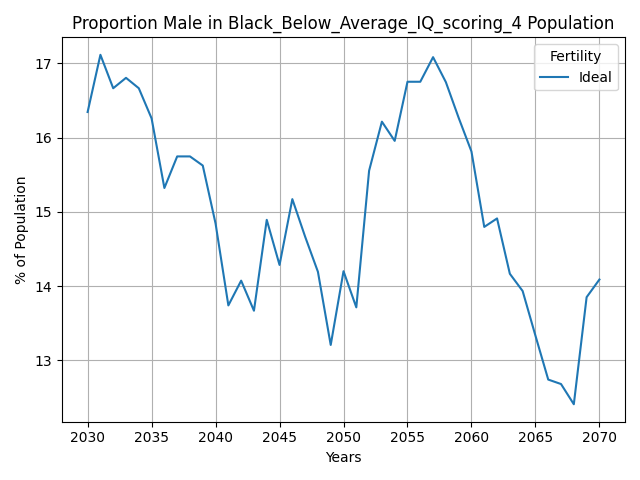 Proportion Male in Black_Below_Average_IQ_scoring_4 Population
Fertility
Ideal
% of Population
17
16
15
14
13
2030 2035 2040 2045 2050 2055 2060 2065 2070
Years